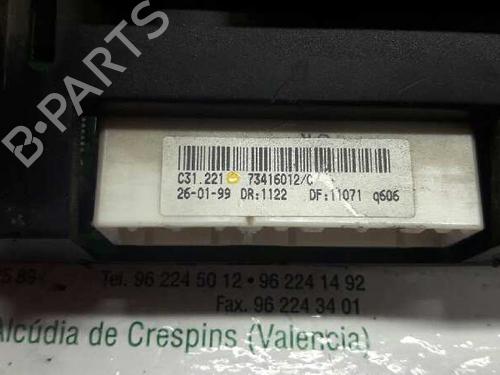 C31.221 73416012/C
26-01-99 DR:1122 DF:11071 q606
Tel. 96 224 50 12 • 96 224 14 92
Fax. 96 224 34 01
Alcúdia de Crespins (Valencia)